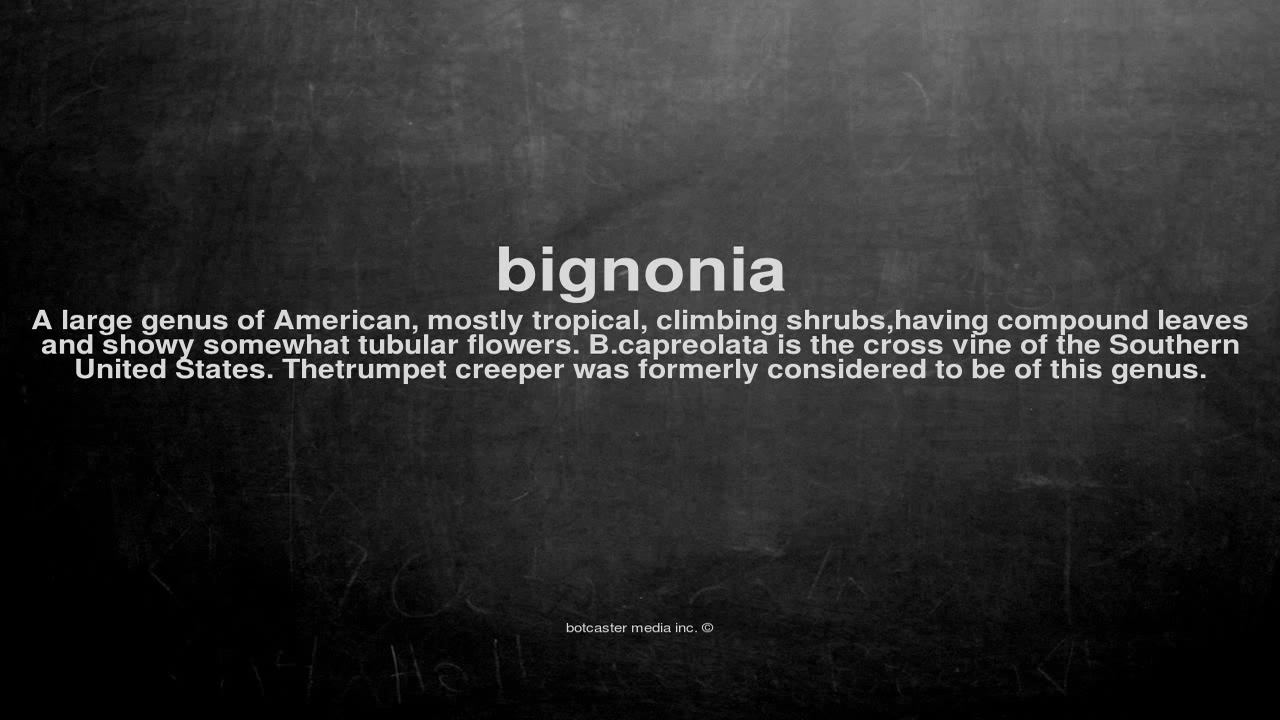 bignonia
A large genus of American, mostly tropical, climbing shrubs,having compound leaves
and showy somewhat tubular flowers. B.capreolata is the cross vine of the Southern
United States. Thetrumpet creeper was formerly considered to be of this genus.
botcaster media inc. ©